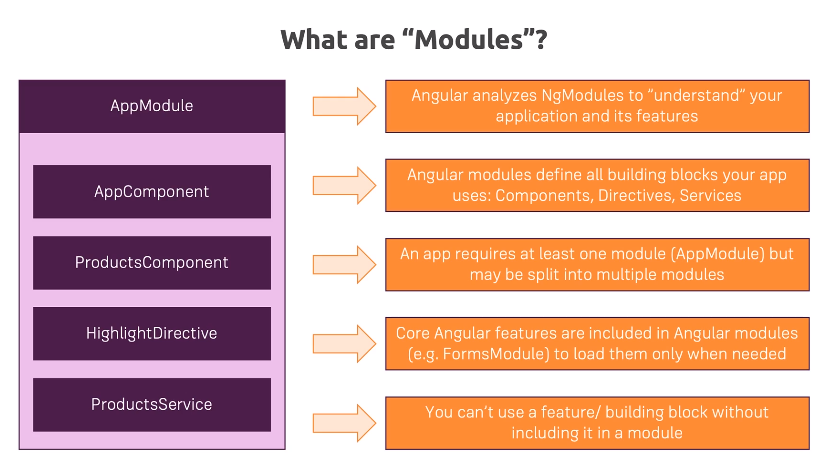 What are “Modules”?
AppModule
Angular analyzes NgModules to “understand“ your
application and its features
AppComponent
Angular modules define all building blocks your app
uses: Components, Directives, Services
ProductsComponent
An app requires at least one module (AppModule) but
may be split into multiple modules
HighlightDirective
Core Angular features are included in Angular modules
(e.g. FormsModule) to load them only when needed
ProductsService
You can’t use a feature/ building block without
including it in a module